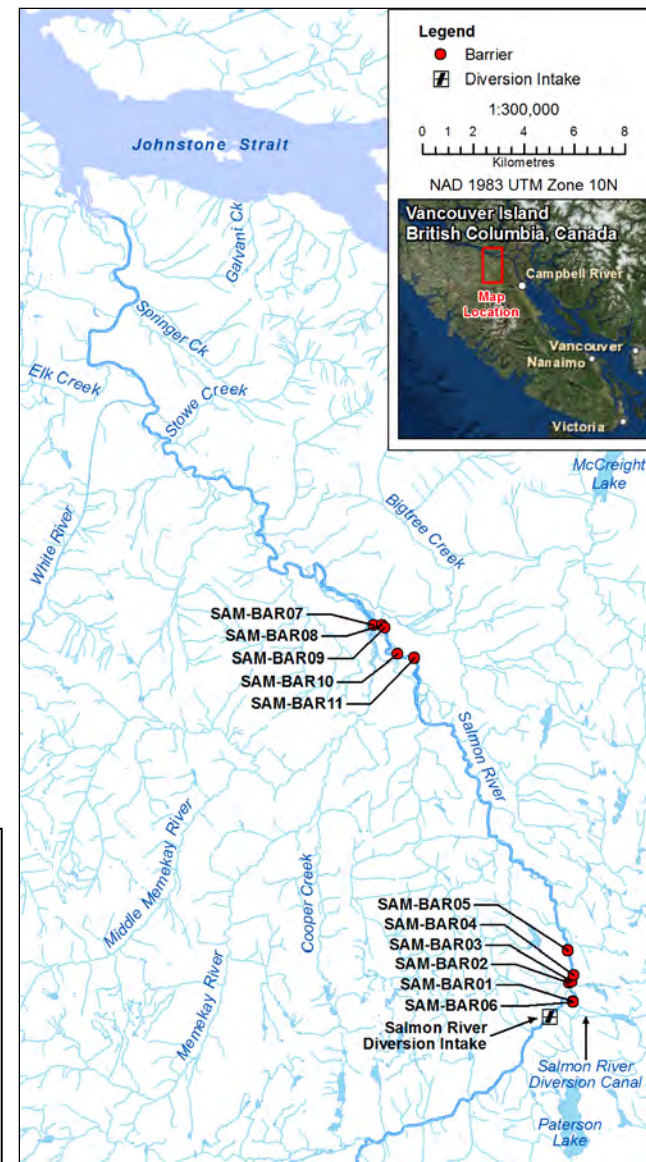 Legend
Barrier
Diversion Intake
1:300,000
0 2 4 6 8
Kilometres
NAD 1983 UTM Zone 10N
Vancouver Island
British Columbia, Canada
Campbell River
Map
Location
Vancouver
Nanaimo
Victoria
Johnstone Strait
Galvani Ck
Springer Ck
Elk Creek
Stowe Creek
McCreight
Lake
Bigtree Creek
White River
SAM-BAR07
SAM-BAR08
SAM-BAR09
SAM-BAR10
SAM-BAR11
Salmon River
Middle Memekay River
Cooper Creek
Memekay River
SAM-BAR05
SAM-BAR04
SAM-BAR03
SAM-BAR02
SAM-BAR01
SAM-BAR06
Salmon River
Diversion Intake
Salmon River
Diversion Canal
Paterson
Lake